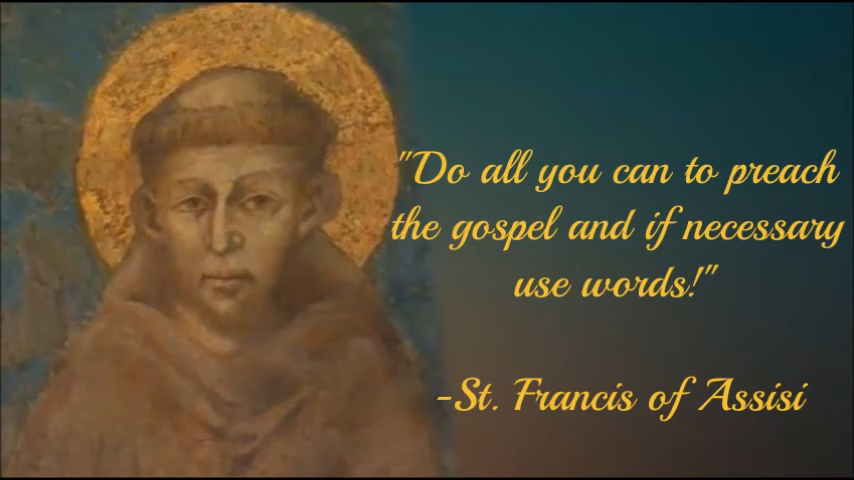 "Do all you can to preach
the gospel and if necessary
use words!"
-St. Francis of Assisi